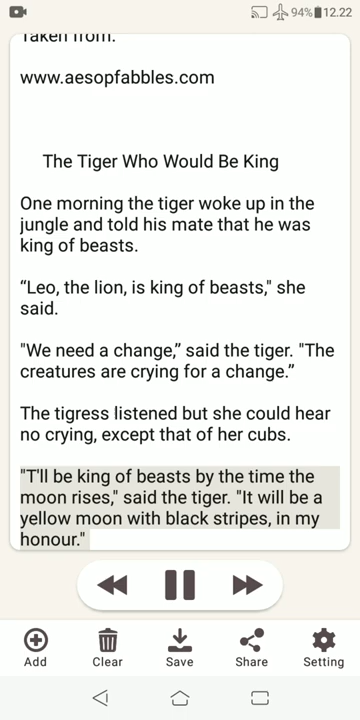 94% 12.22
Taken from:
www.aesopfabbles.com
The Tiger Who Would Be King
One morning the tiger woke up in the
jungle and told his mate that he was
king of beasts.
“Leo, the lion, is king of beasts," she
said.
"We need a change,” said the tiger. "The
creatures are crying for a change.”
The tigress listened but she could hear
no crying, except that of her cubs.
"T'll be king of beasts by the time the
moon rises," said the tiger. "It will be a
yellow moon with black stripes, in my
honour."
Add Clear Save Share Setting